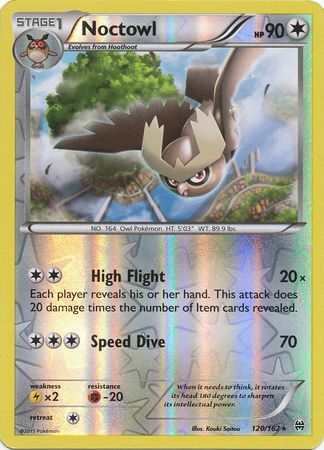 STAGE1 Noctowl HP 90
Evolves from Hoothoot
NO. 164 Owl Pokémon. HT: 5'03" WT: 89.9 lbs.
High Flight 20×
Each player reveals his or her hand. This attack does
20 damage times the number of Item cards revealed.
Speed Dive 70
weakness resistance
×2 -20
retreat
When it needs to think, it rotates
its head 180 degrees to sharpen
its intellectual power.
©2015 Pokémon Illus. Kouki Saitou 120/162★